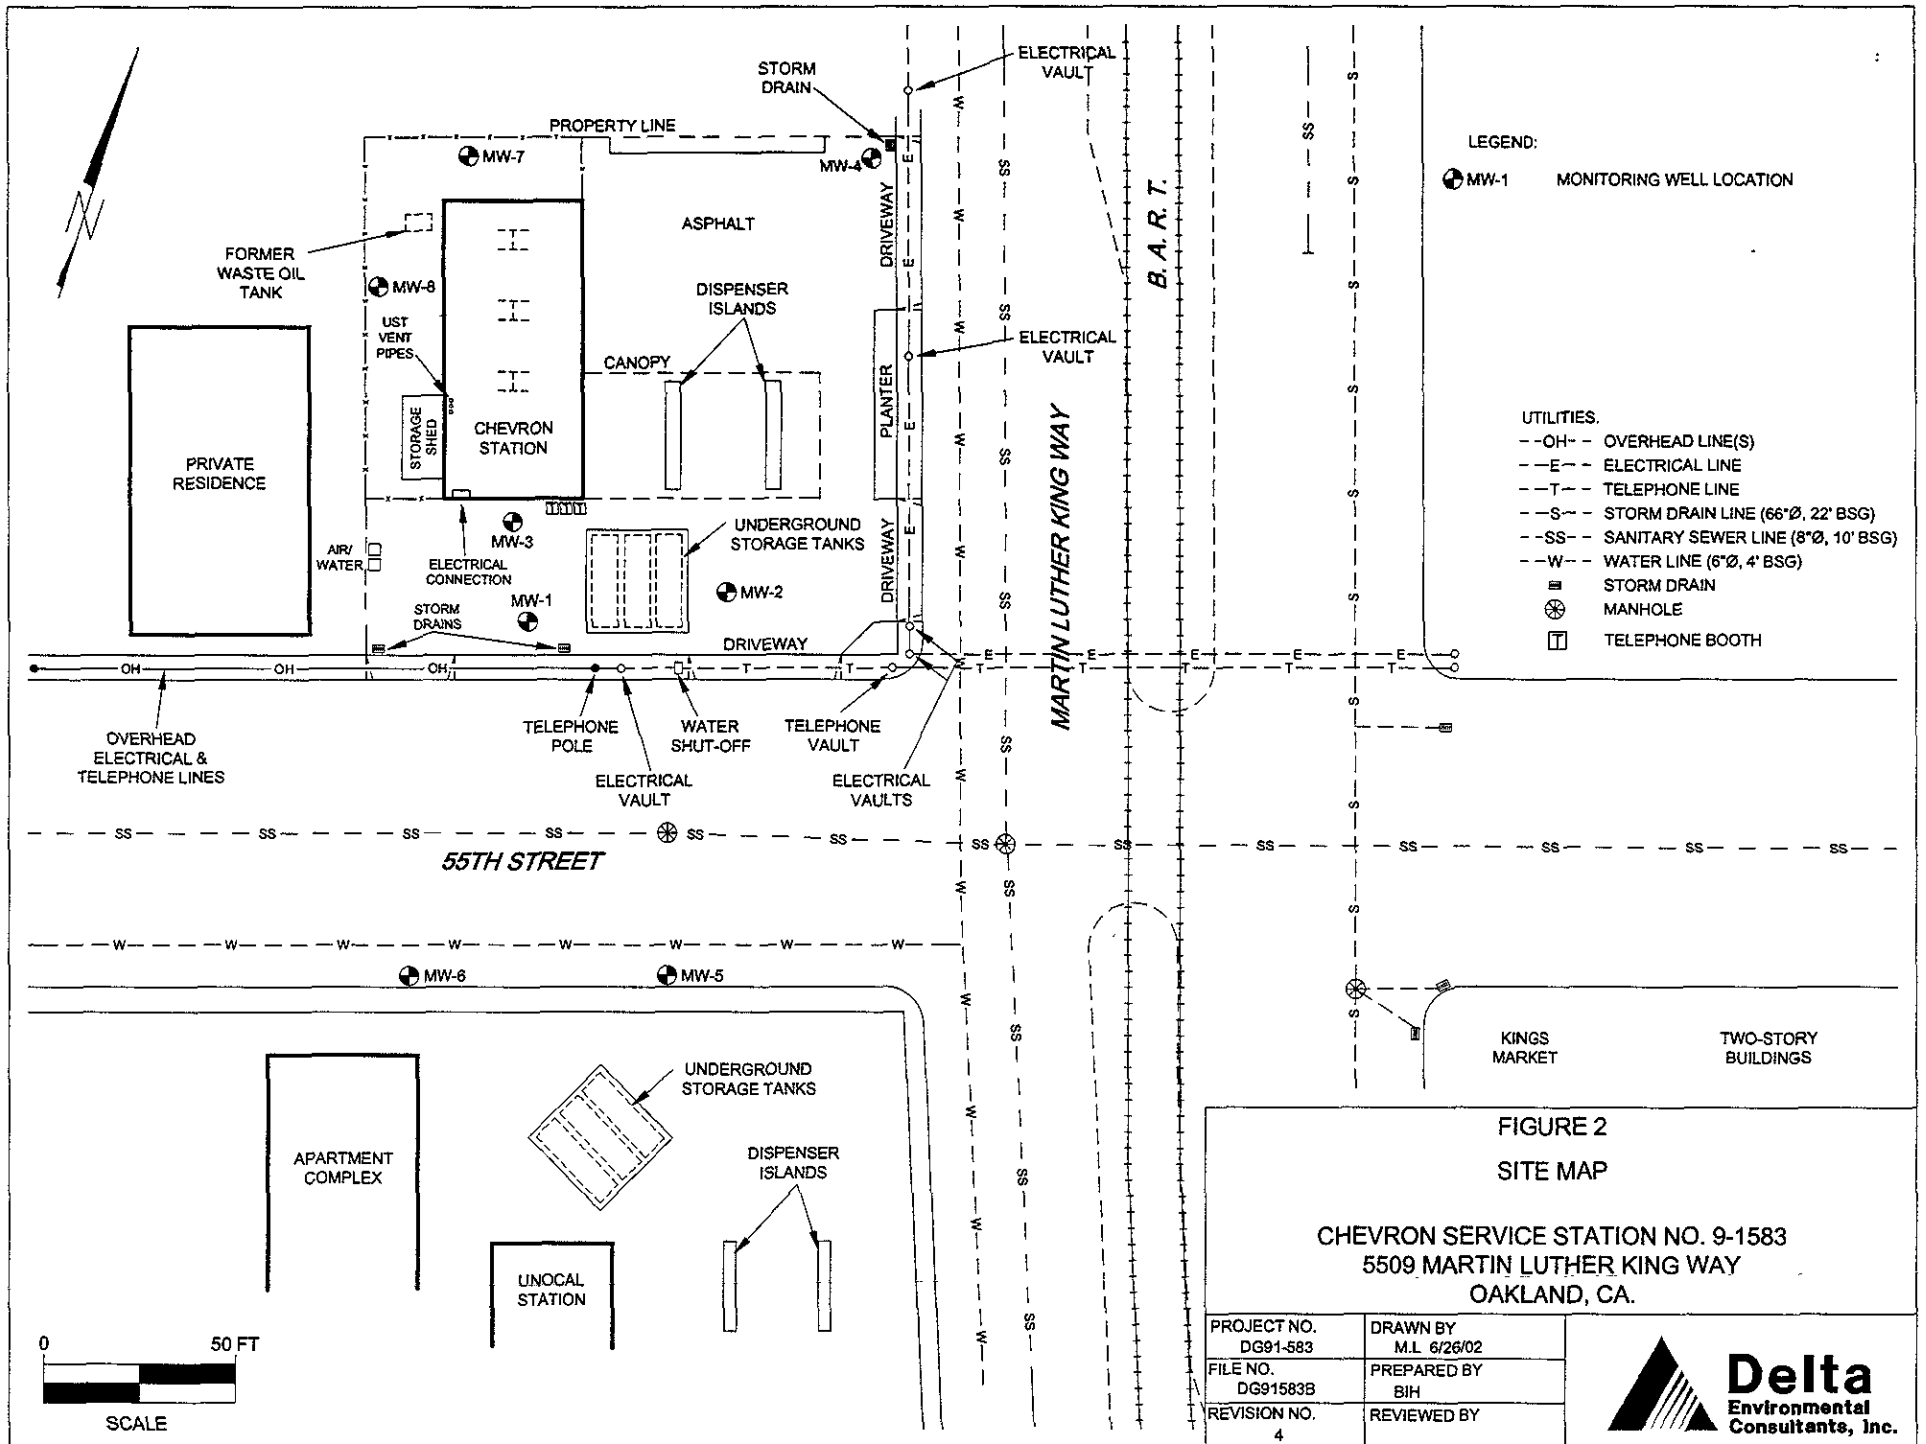 ELECTRICAL
VAULT
STORM
DRAIN
PROPERTY LINE
MW-7
MW-4
E
W
SS
SS
S
LEGEND:
MW-1
MONITORING WELL LOCATION
N
FORMER
WASTE OIL
TANK
MW-8
ASPHALT
DRIVEWAY
B. A. R. T.
UST
VENT
PIPES
DISPENSER
ISLANDS
CANOPY
ELECTRICAL
VAULT
PLANTER
STORAGE
SHED
CHEVRON
STATION
PRIVATE
RESIDENCE
MARTIN LUTHER KING WAY
UTILITIES.
--OH-- OVERHEAD LINE(S)
--E-- ELECTRICAL LINE
--T-- TELEPHONE LINE
--S-- STORM DRAIN LINE (66"Ø, 22' BSG)
--SS-- SANITARY SEWER LINE (8"Ø, 10' BSG)
--W-- WATER LINE (6"Ø, 4' BSG)
STORM DRAIN
MANHOLE
T TELEPHONE BOOTH
T T T
MW-3
AIR/
WATER
ELECTRICAL
CONNECTION
UNDERGROUND
STORAGE TANKS
MW-2
DRIVEWAY
MW-1
STORM
DRAINS
DRIVEWAY
OH OH OH
T T
E E E E E
T T T T T
OVERHEAD
ELECTRICAL &
TELEPHONE LINES
TELEPHONE
POLE
WATER
SHUT-OFF
TELEPHONE
VAULT
ELECTRICAL
VAULT
ELECTRICAL
VAULTS
SS SS SS SS SS SS SS SS SS SS SS SS SS
55TH STREET
W W W W W W W W
MW-6
MW-5
KINGS
MARKET
TWO-STORY
BUILDINGS
UNDERGROUND
STORAGE TANKS
APARTMENT
COMPLEX
DISPENSER
ISLANDS
UNOCAL
STATION
0 50 FT
SCALE
FIGURE 2
SITE MAP
CHEVRON SERVICE STATION NO. 9-1583
5509 MARTIN LUTHER KING WAY
OAKLAND, CA.
PROJECT NO.
DG91-583
DRAWN BY
M.L 6/26/02
FILE NO.
DG91583B
PREPARED BY
BIH
REVISION NO.
4
REVIEWED BY
Delta
Environmental
Consultants, Inc.